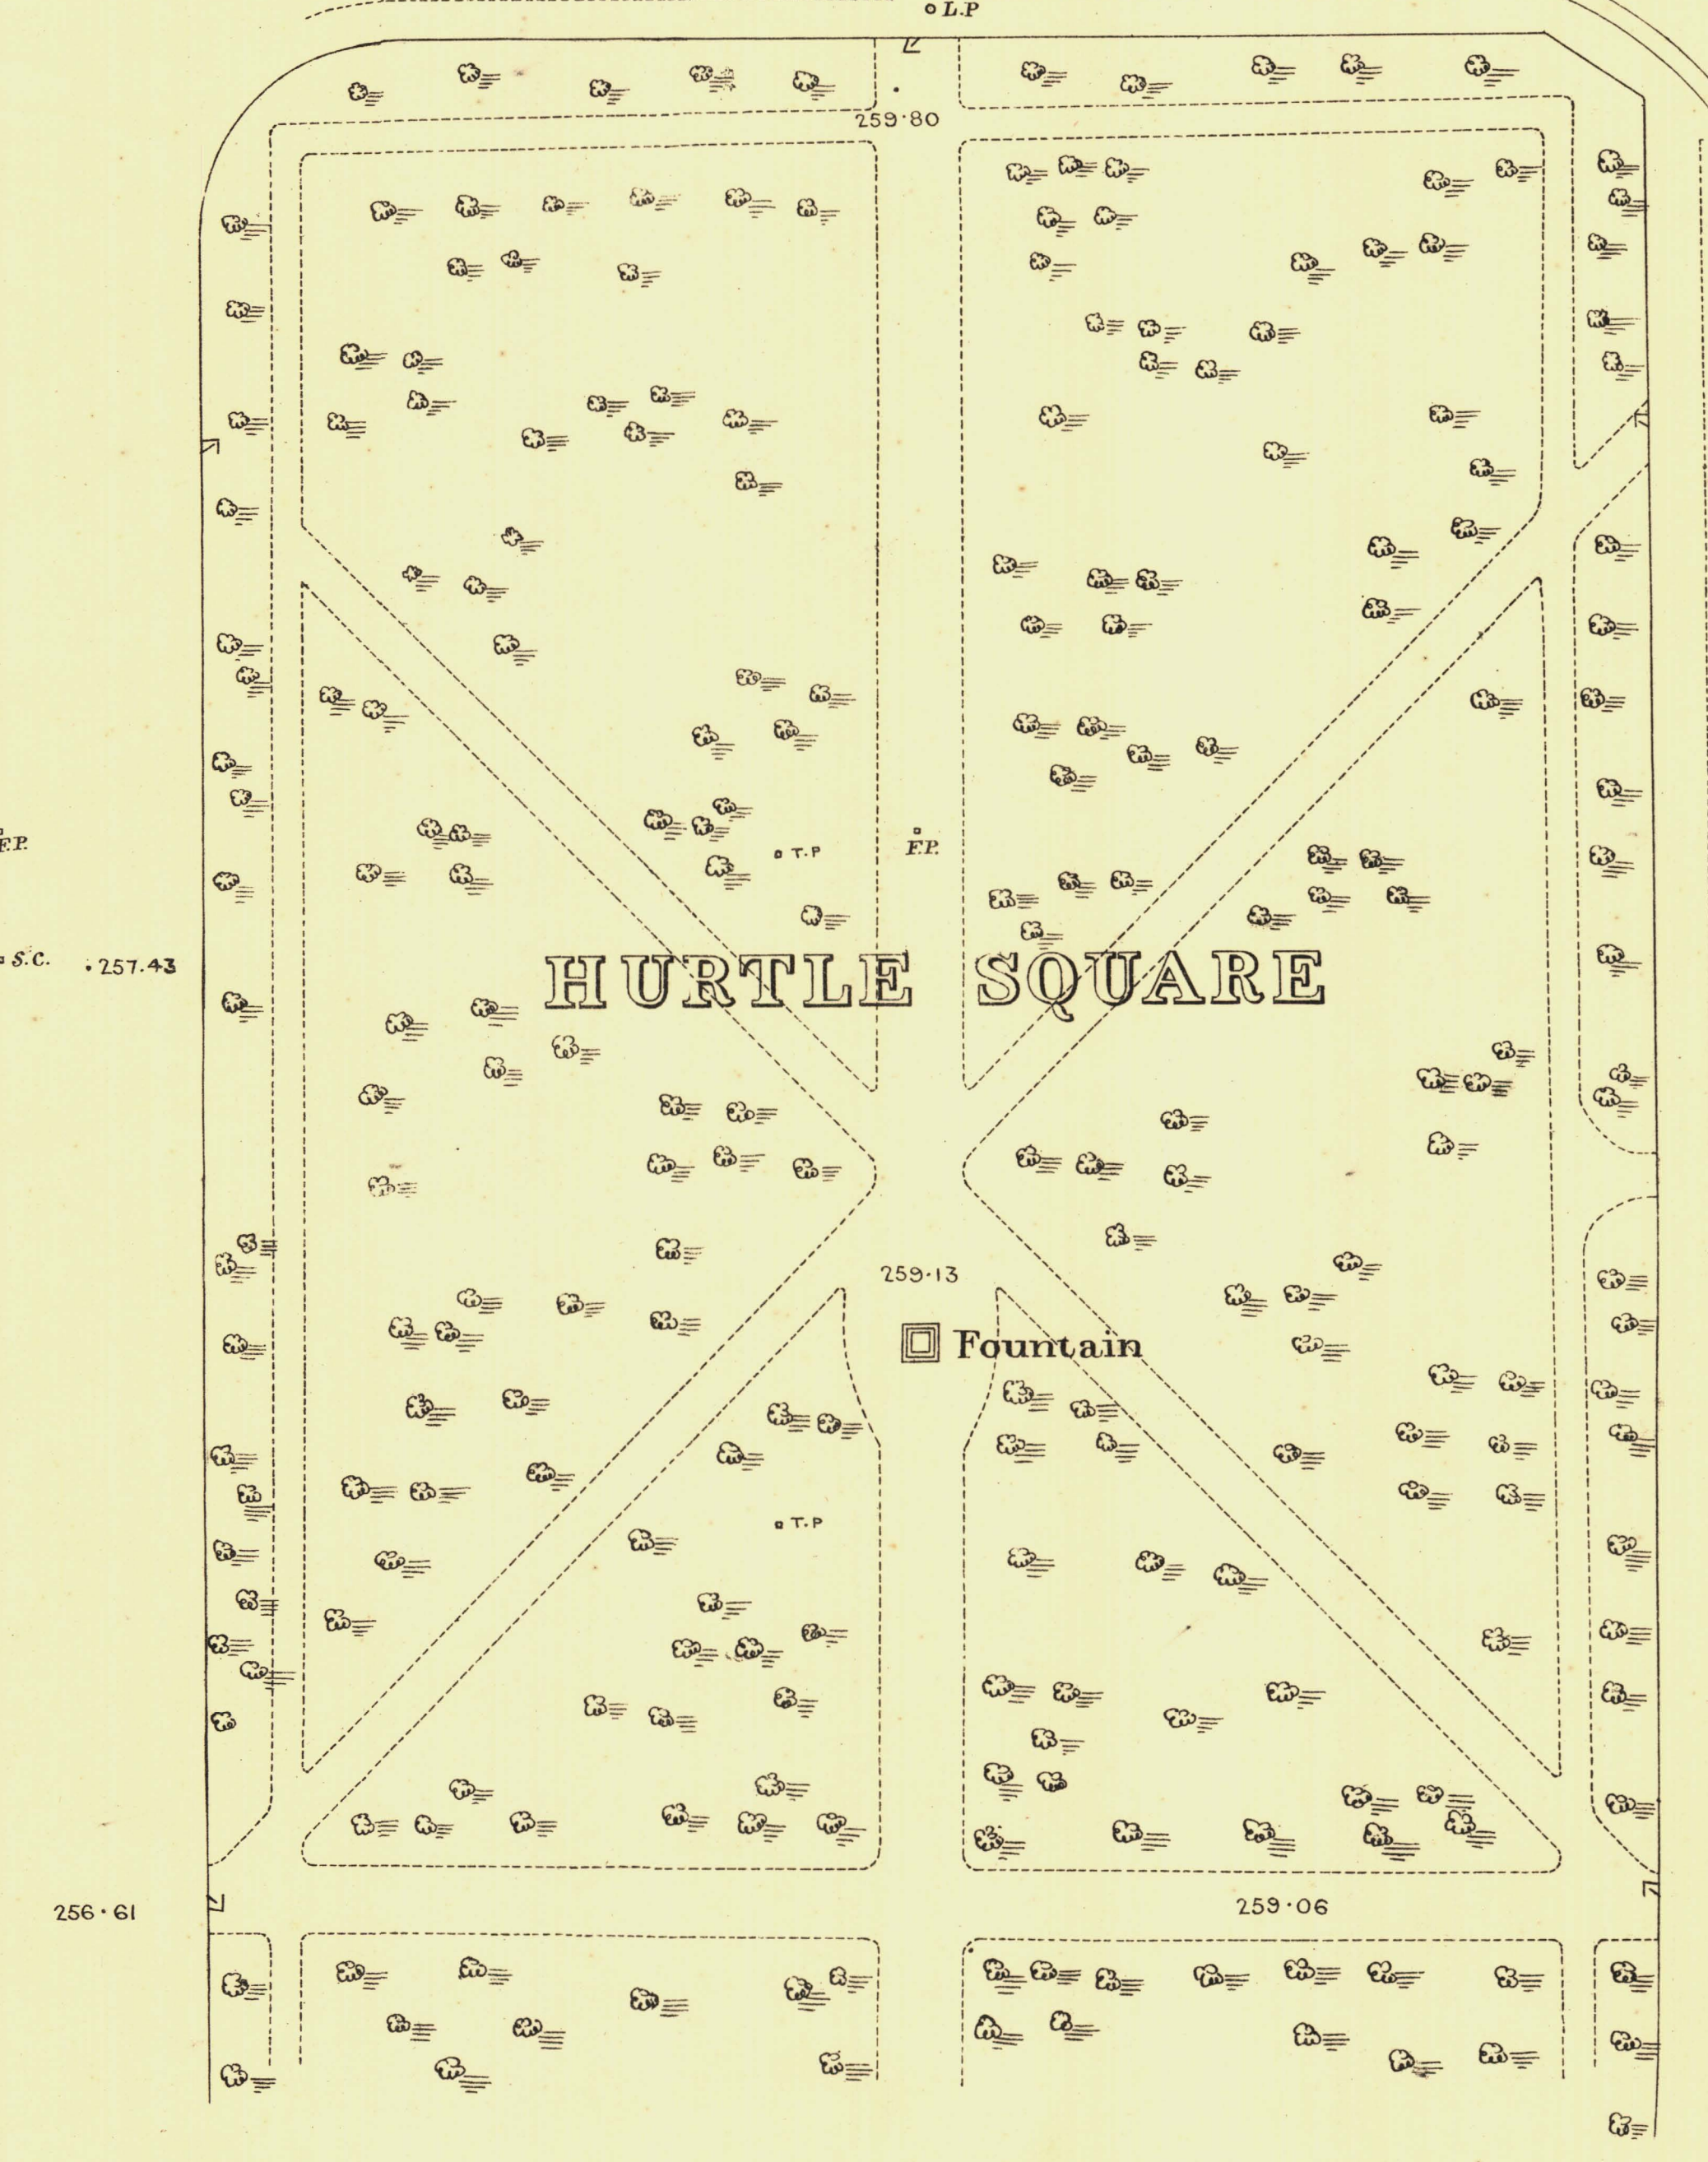 L.P
259·80
F.P.
T.P
F.P.
HURTLE SQUARE
S.C.
.257.43
259·13
Fountain
T.P
256·61
259·06